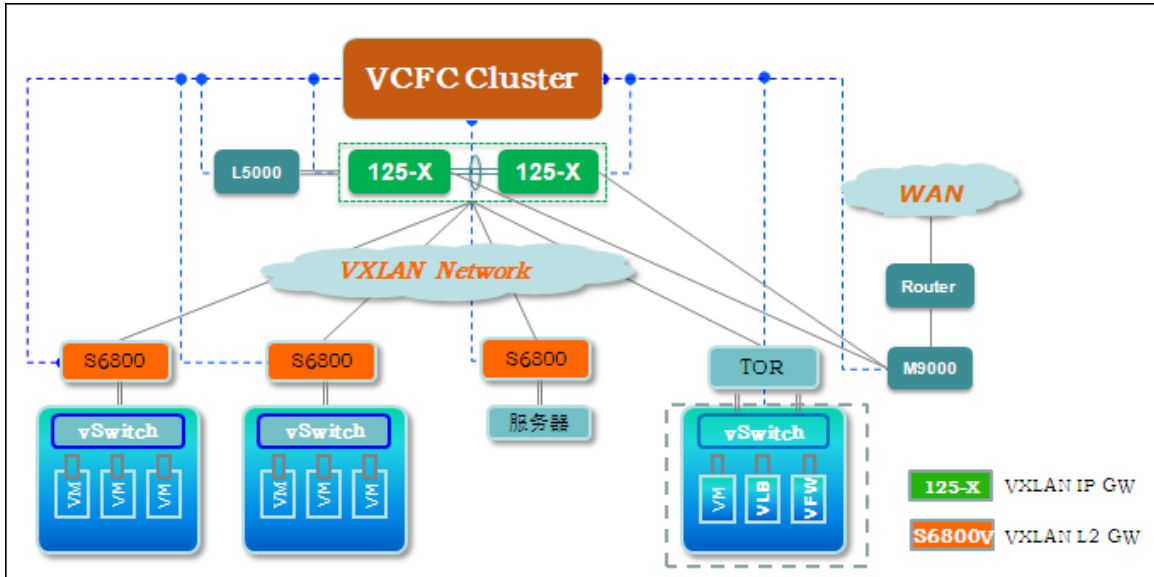 VCFC Cluster
L5000
125-X
125-X
WAN
VXLAN Network
Router
S6800
S6800
S6800
TOR
M9000
vSwitch
vSwitch
服务器
vSwitch
VM
VM
VM
VM
VM
VM
VM
VLB
VFW
125-X
VXLAN IP GW
S6800V
VXLAN L2 GW